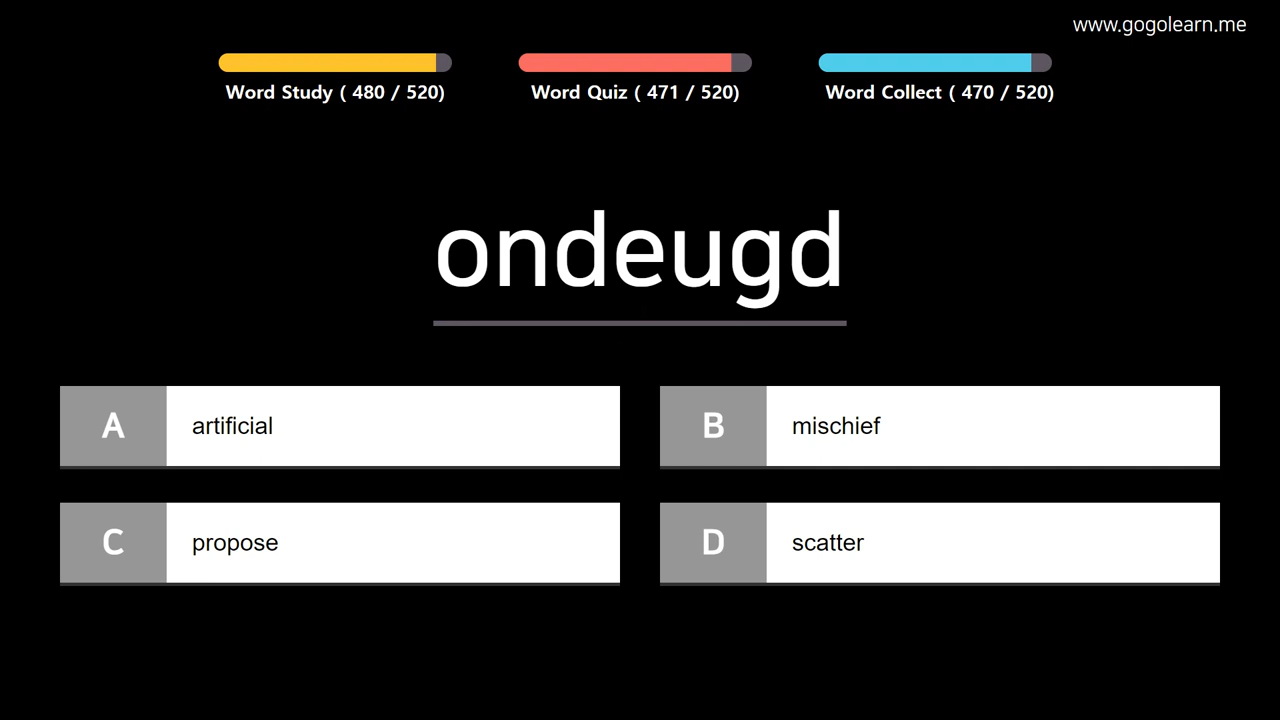 www.gogolearn.me
Word Study ( 480 / 520)
Word Quiz ( 471 / 520)
Word Collect ( 470 / 520)
ondeugd
A artificial
B mischief
C propose
D scatter